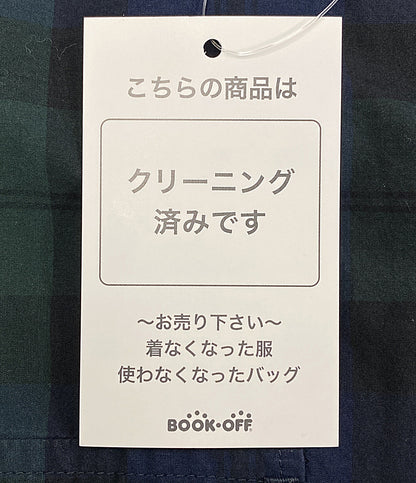 こちらの商品は
クリーニング
済みです
～お売り下さい～
着なくなった服
使わなくなったバッグ
BOOK・OFF